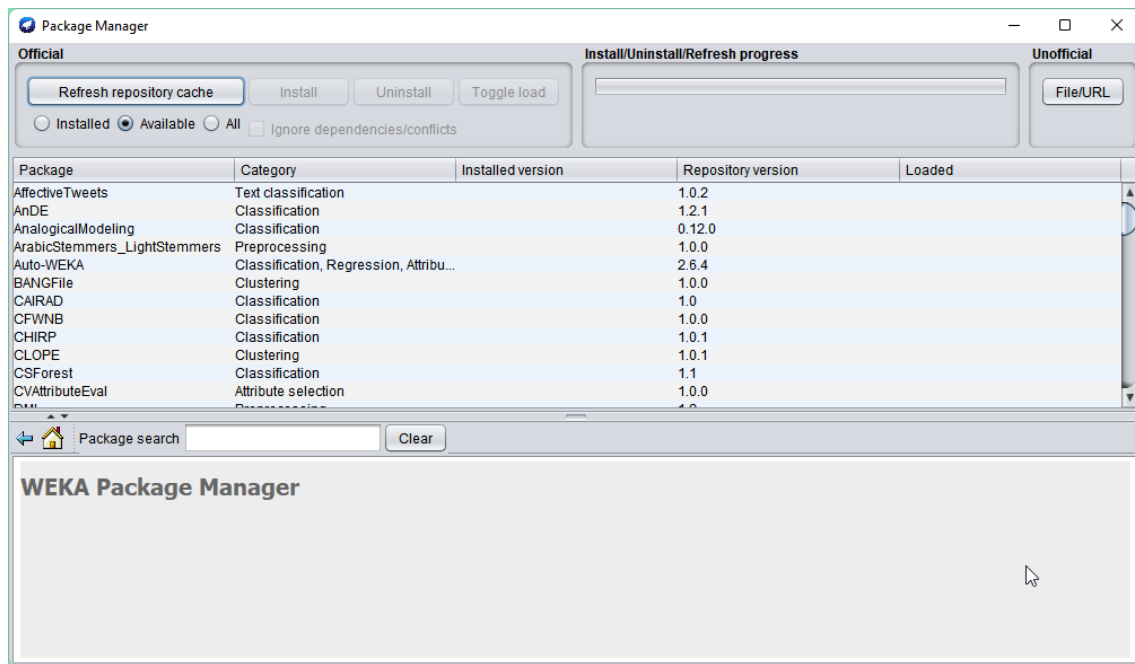 Package Manager
Official
Install/Uninstall/Refresh progress
Unofficial
Refresh repository cache Install Uninstall Toggle load File/URL
Installed Available All Ignore dependencies/conflicts
Package Category Installed version Repository version Loaded
AffectiveTweets Text classification 1.0.2
AnDE Classification 1.2.1
AnalogicalModeling Classification 0.12.0
ArabicStemmers_LightStemmers Preprocessing 1.0.0
Auto-WEKA Classification, Regression, Attribu... 2.6.4
BANGFile Clustering 1.0.0
CAIRAD Classification 1.0
CFWNB Classification 1.0.0
CHIRP Classification 1.0.1
CLOPE Clustering 1.0.1
CSForest Classification 1.1
CVAttributeEval Attribute selection 1.0.0
Package search Clear
WEKA Package Manager